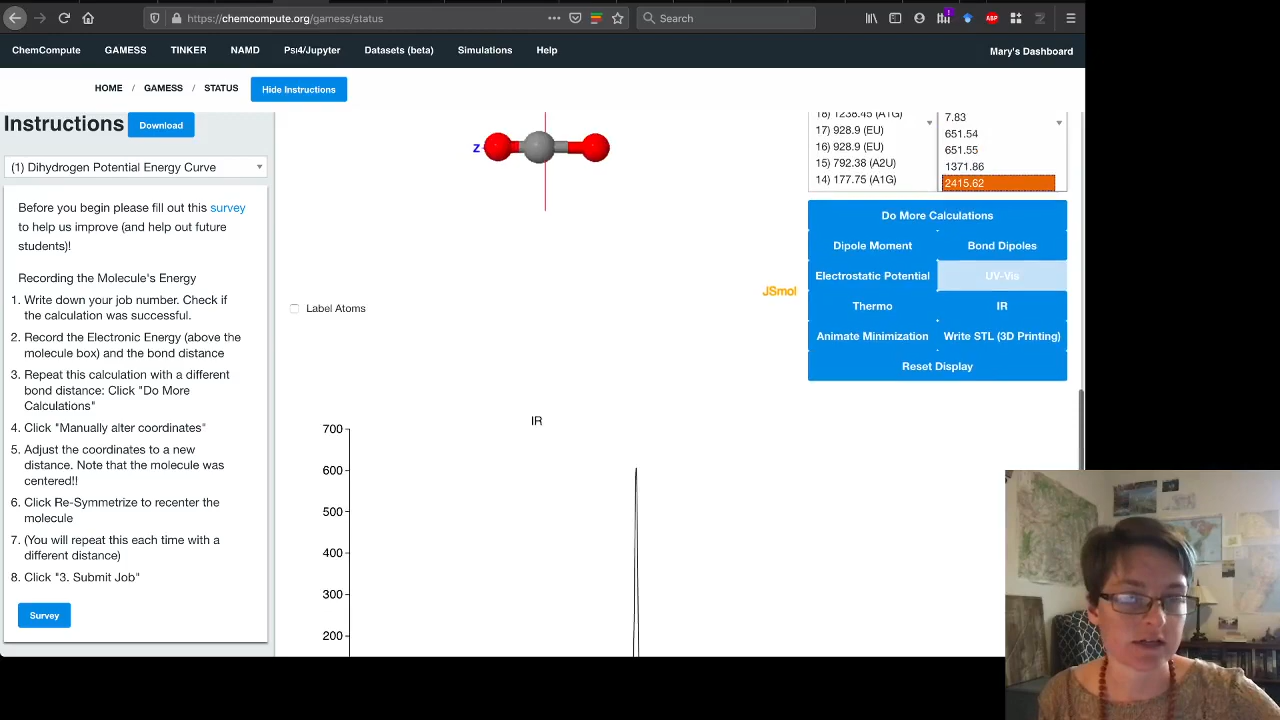 https://chemcompute.org/gamess/status
Search
ABP
ChemCompute GAMESS TINKER NAMD Psi4/Jupyter Datasets (beta) Simulations Help Mary's Dashboard
HOME / GAMESS / STATUS Hide Instructions
Instructions Download
(1) Dihydrogen Potential Energy Curve
Before you begin please fill out this survey
to help us improve (and help out future
students)!
Recording the Molecule's Energy
1. Write down your job number. Check if
the calculation was successful.
2. Record the Electronic Energy (above the
molecule box) and the bond distance
3. Repeat this calculation with a different
bond distance: Click "Do More
Calculations"
4. Click "Manually alter coordinates"
5. Adjust the coordinates to a new
distance. Note that the molecule was
centered!!
6. Click Re-Symmetrize to recenter the
molecule
7. (You will repeat this each time with a
different distance)
8. Click "3. Submit Job"
Survey
z
Label Atoms
JSmol
18) 1238.45 (A1G)
17) 928.9 (EU)
16) 928.9 (EU)
15) 792.38 (A2U)
14) 177.75 (A1G)
7.83
651.54
651.55
1371.86
2415.62
Do More Calculations
Dipole Moment Bond Dipoles
Electrostatic Potential UV-Vis
Thermo IR
Animate Minimization Write STL (3D Printing)
Reset Display
IR
700
600
500
400
300
200